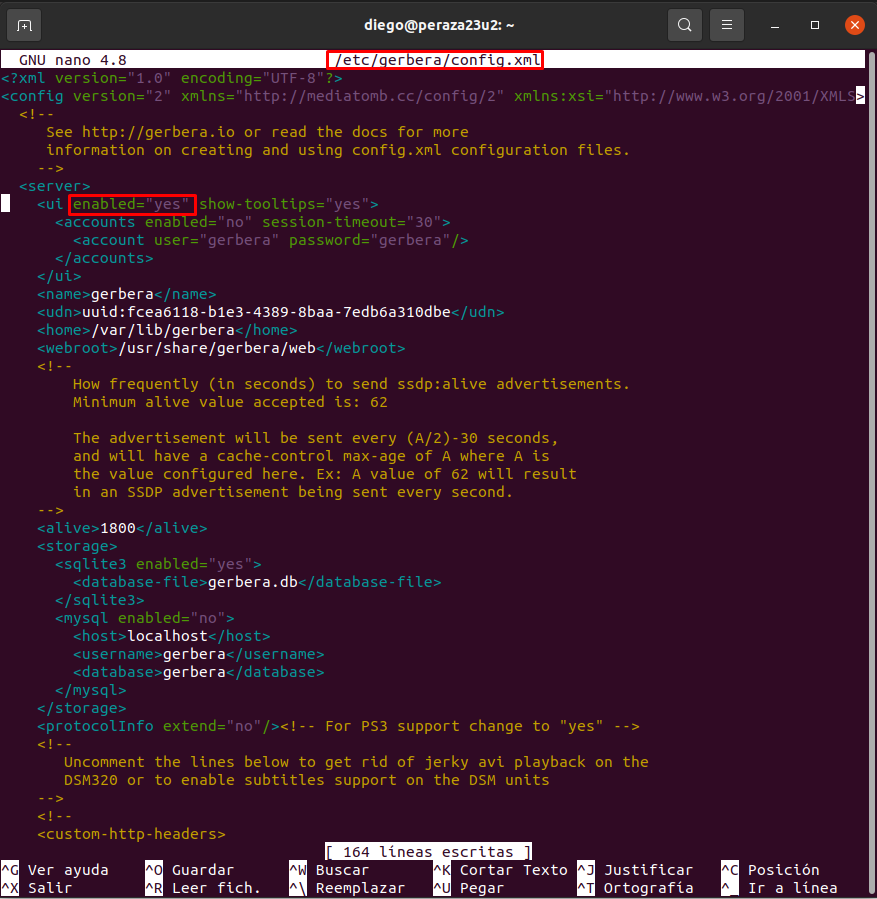 diego@peraza23u2: ~
GNU nano 4.8 /etc/gerbera/config.xml
<?xml version="1.0" encoding="UTF-8"?>
<config version="2" xmlns="http://mediatomb.cc/config/2" xmlns:xsi="http://www.w3.org/2001/XMLS>
<!--
See http://gerbera.io or read the docs for more
information on creating and using config.xml configuration files.
-->
<server>
<ui enabled="yes" show-tooltips="yes">
<accounts enabled="no" session-timeout="30">
<account user="gerbera" password="gerbera"/>
</accounts>
</ui>
<name>gerbera</name>
<udn>uuid:fcea6118-b1e3-4389-8baa-7edb6a310dbe</udn>
<home>/var/lib/gerbera</home>
<webroot>/usr/share/gerbera/web</webroot>
<!--
How frequently (in seconds) to send ssdp:alive advertisements.
Minimum alive value accepted is: 62
The advertisement will be sent every (A/2)-30 seconds,
and will have a cache-control max-age of A where A is
the value configured here. Ex: A value of 62 will result
in an SSDP advertisement being sent every second.
-->
<alive>1800</alive>
<storage>
<sqlite3 enabled="yes">
<database-file>gerbera.db</database-file>
</sqlite3>
<mysql enabled="no">
<host>localhost</host>
<username>gerbera</username>
<database>gerbera</database>
</mysql>
</storage>
<protocolInfo extend="no"/><!-- For PS3 support change to "yes" -->
<!--
Uncomment the lines below to get rid of jerky avi playback on the
DSM320 or to enable subtitles support on the DSM units
-->
<!--
<custom-http-headers>
[ 164 líneas escritas ]
^G Ver ayuda ^O Guardar ^W Buscar ^K Cortar Texto ^J Justificar ^C Posición
^X Salir ^R Leer fich. ^\ Reemplazar ^U Pegar ^T Ortografía ^_ Ir a línea